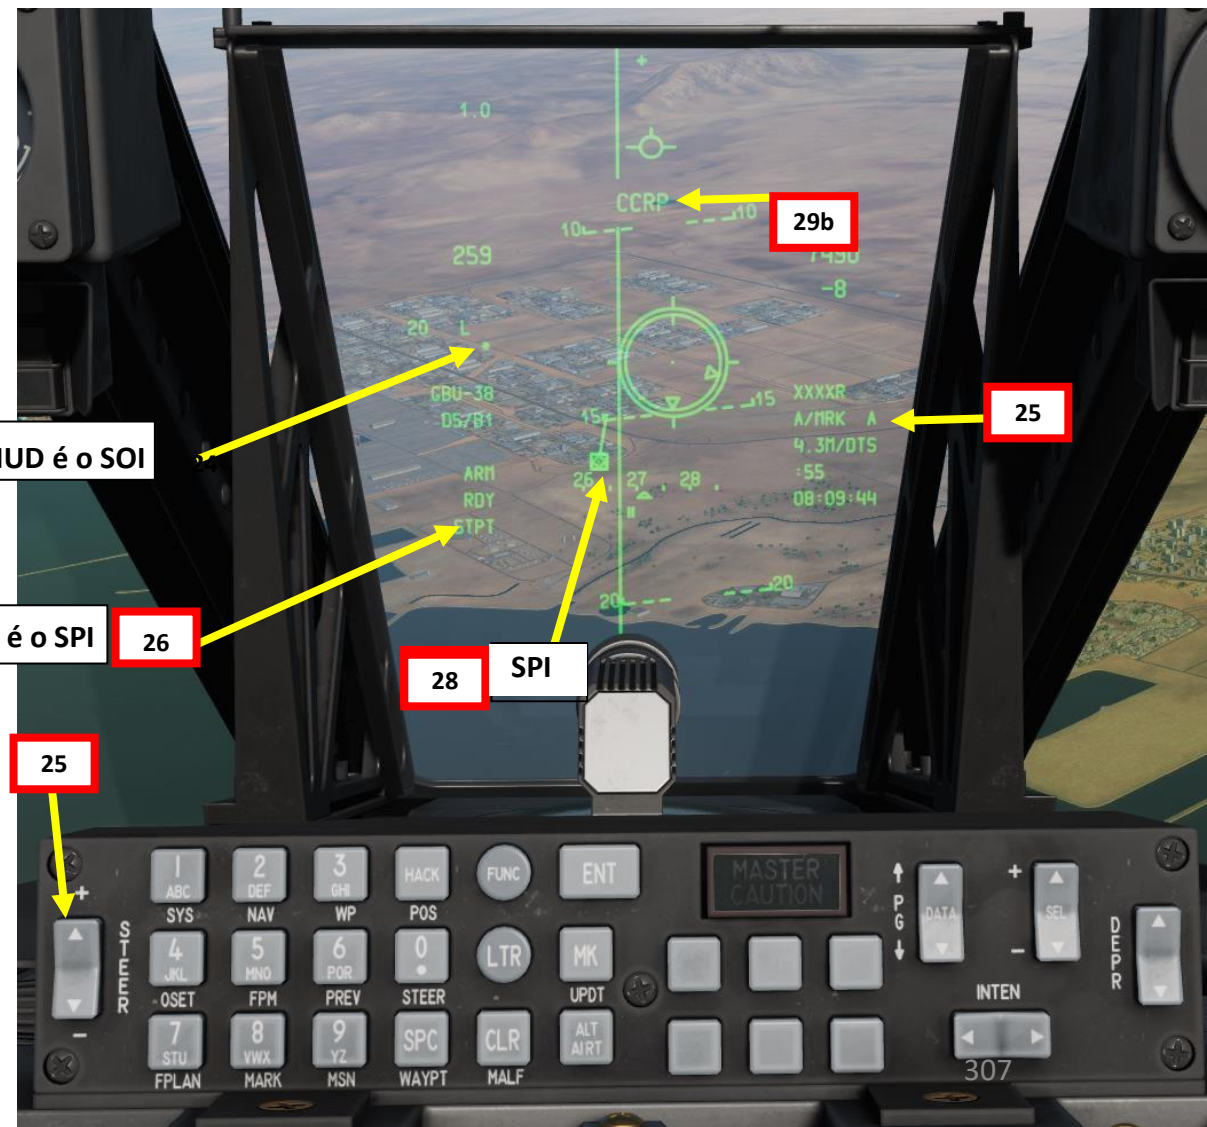 1.0
CCRP
29b
10 10
259
7490
-8
20 L
GBU-38
XXXXR
D5/B1
15 15
A/MRK A
25
HUD é o SOI
4.3M/DTS
ARM
26 27 28
:55
RDY
08:09:44
STPT
20 20
é o SPI
26
28
SPI
25
+
STEER
-
1 ABC
2 DEF
3 GHI
HACK
FUNC
ENT
MASTER
CAUTION
SYS
NAV
WP
POS
4 JKL
5 MNO
6 PQR
0
LTR
MK
OSET
FPM
PREV
STEER
UPDT
7 STU
8 VWX
9 YZ
SPC
CLR
ALT
AIRT
FPLAN
MARK
MSN
WAYPT
MALF
PG
DATA
+
SEL
-
DEPR
INTEN
307